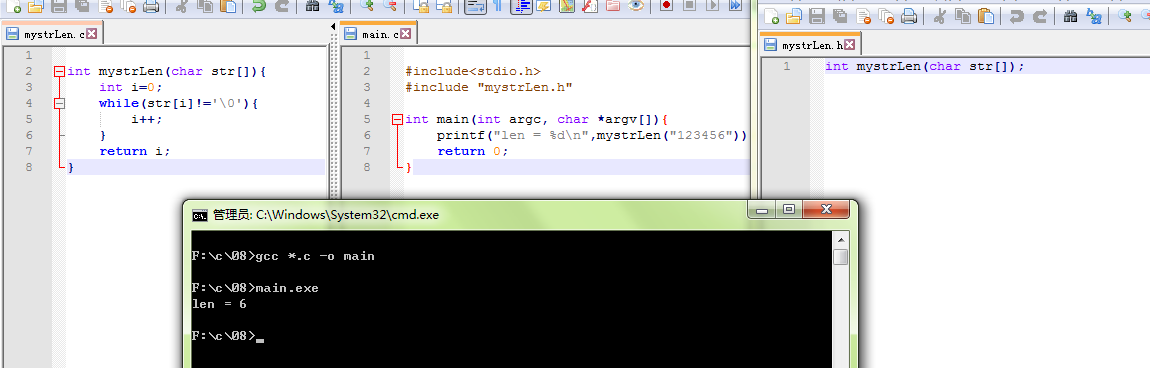 mystrLen.c
1
2 int mystrLen(char str[]){
3 int i=0;
4 while(str[i]!='\0'){
5 i++;
6 }
7 return i;
8 }
main.c
1
2 #include<stdio.h>
3 #include "mystrLen.h"
4
5 int main(int argc, char *argv[]){
6 printf("len = %d\n",mystrLen("123456"))
7 return 0;
8 }
mystrLen.h
1 int mystrLen(char str[]);
管理员: C:\Windows\System32\cmd.exe
F:\c\08>gcc *.c -o main
F:\c\08>main.exe
len = 6
F:\c\08>_